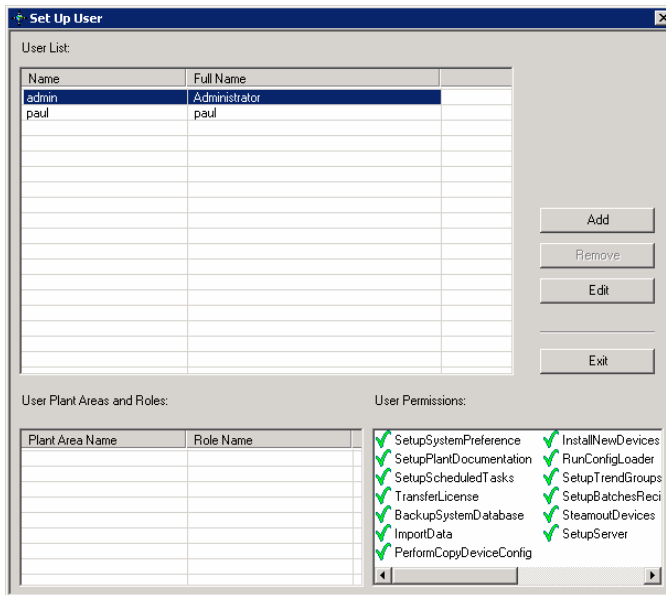 Set Up User
User List:
Name Full Name
admin Administrator
paul paul
Add
Remove
Edit
Exit
User Plant Areas and Roles:
Plant Area Name Role Name
User Permissions:
SetupSystemPreference InstallNewDevices
SetupPlantDocumentation RunConfigLoader
SetupScheduledTasks SetupTrendGroups
TransferLicense SetupBatchesReci
BackupSystemDatabase SteamoutDevices
ImportData SetupServer
PerformCopyDeviceConfig